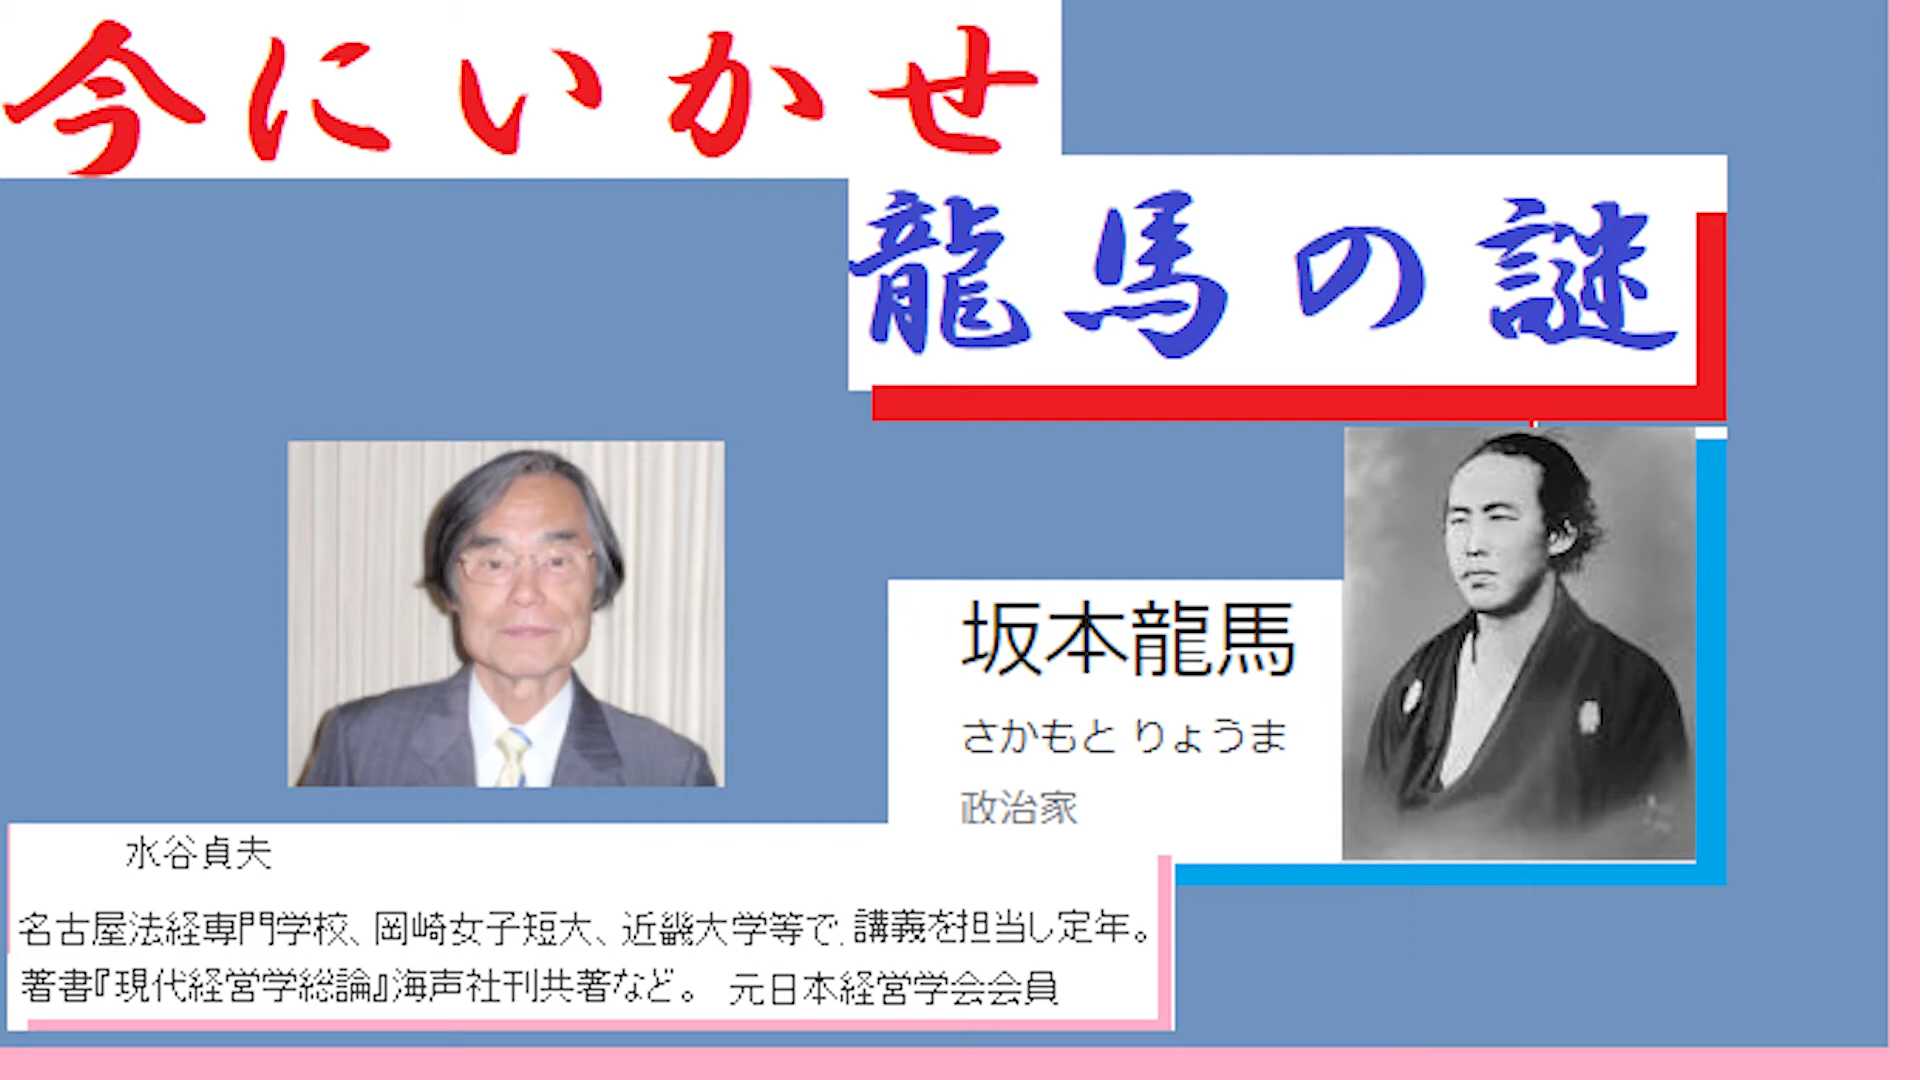 今にいかせ
龍馬の謎
坂本龍馬
さかもと りょうま
政治家
水谷貞夫
名古屋法経専門学校、岡崎女子短大、近畿大学等で、講義を担当し定年。
著書『現代経営学総論』海声社刊共著など。 元日本経営学会会員